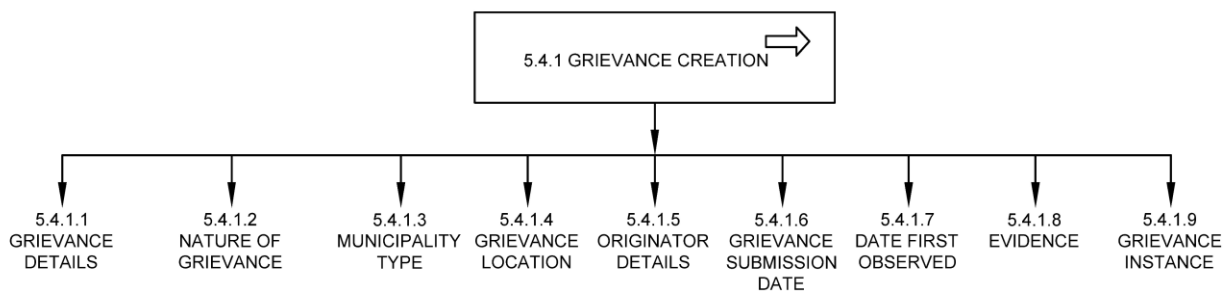 5.4.1 GRIEVANCE CREATION
5.4.1.1
GRIEVANCE
DETAILS
5.4.1.2
NATURE OF
GRIEVANCE
5.4.1.3
MUNICIPALITY
TYPE
5.4.1.4
GRIEVANCE
LOCATION
5.4.1.5
ORIGINATOR
DETAILS
5.4.1.6
GRIEVANCE
SUBMISSION
DATE
5.4.1.7
DATE FIRST
OBSERVED
5.4.1.8
EVIDENCE
5.4.1.9
GRIEVANCE
INSTANCE